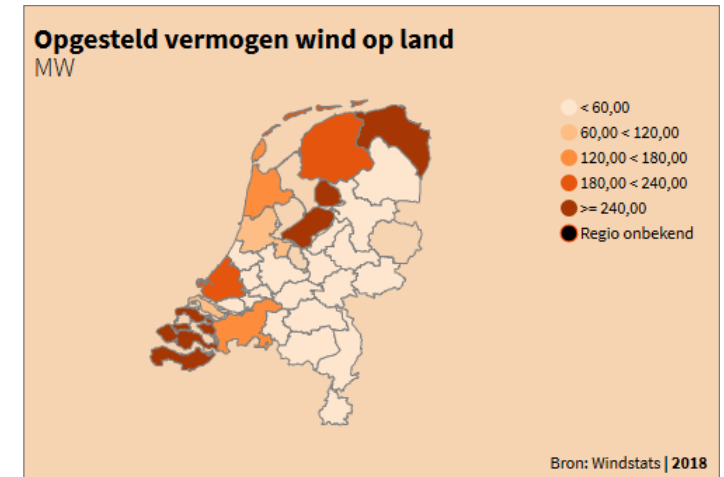 Opgesteld vermogen wind op land
MW
< 60,00
60,00 < 120,00
120,00 < 180,00
180,00 < 240,00
>= 240,00
Regio onbekend
Bron: Windstats | 2018